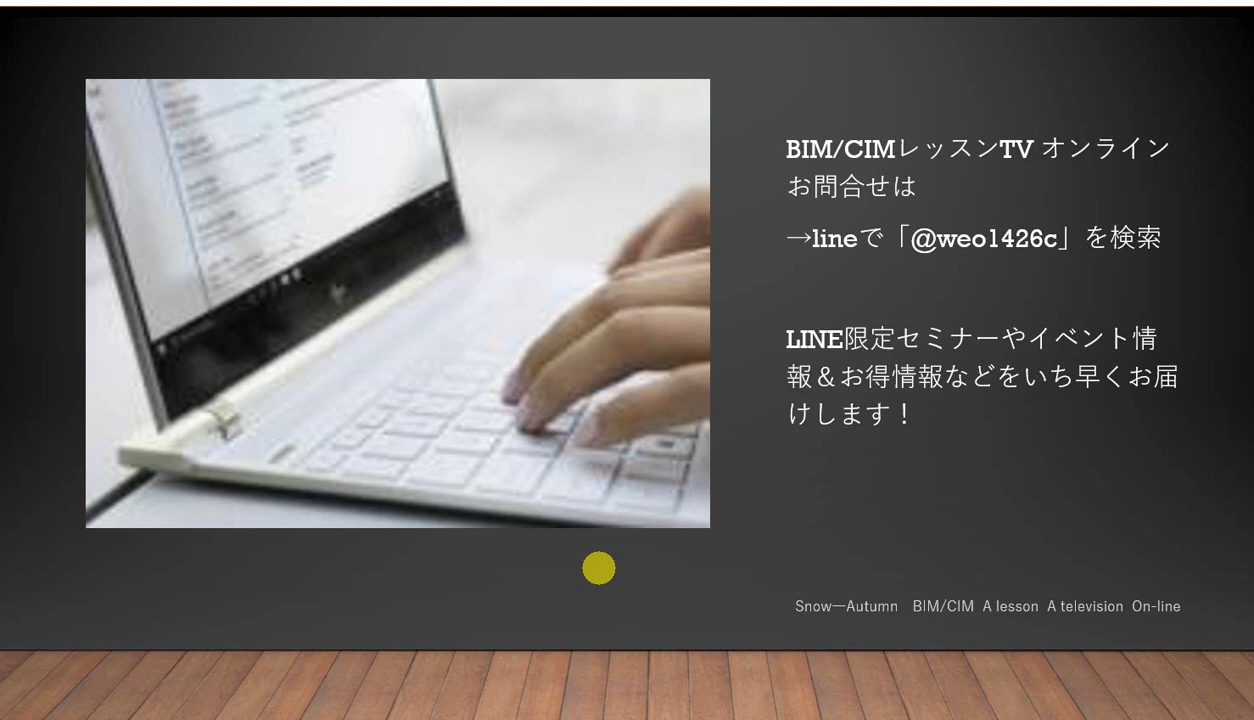 BIM/CIMレッスンTV オンライン
お問合せは
→lineで「@weo1426c」を検索
LINE限定セミナーやイベント情
報＆お得情報などをいち早くお届
けします！
Snow―Autumn　BIM/CIM A lesson A television On-line